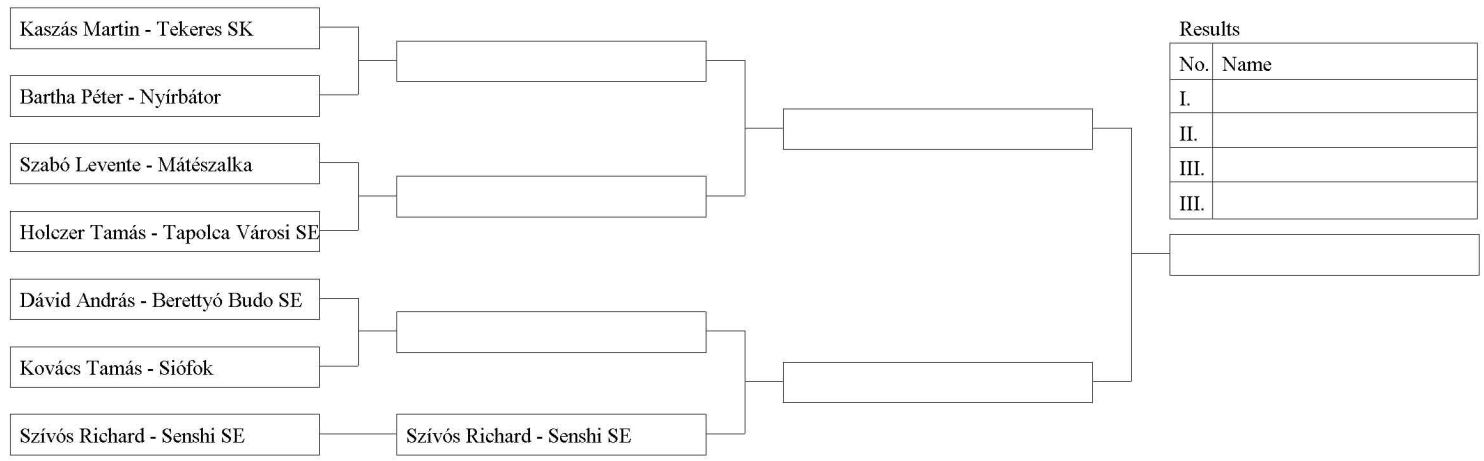 Kaszás Martin - Tekeres SK
Bartha Péter - Nyírbátor
Szabó Levente - Mátészalka
Holczer Tamás - Tapolca Városi SE
Dávid András - Berettyó Budo SE
Kovács Tamás - Siófok
Szívós Richard - Senshi SE
Szívós Richard - Senshi SE
Results
No. Name
I.
II.
III.
III.